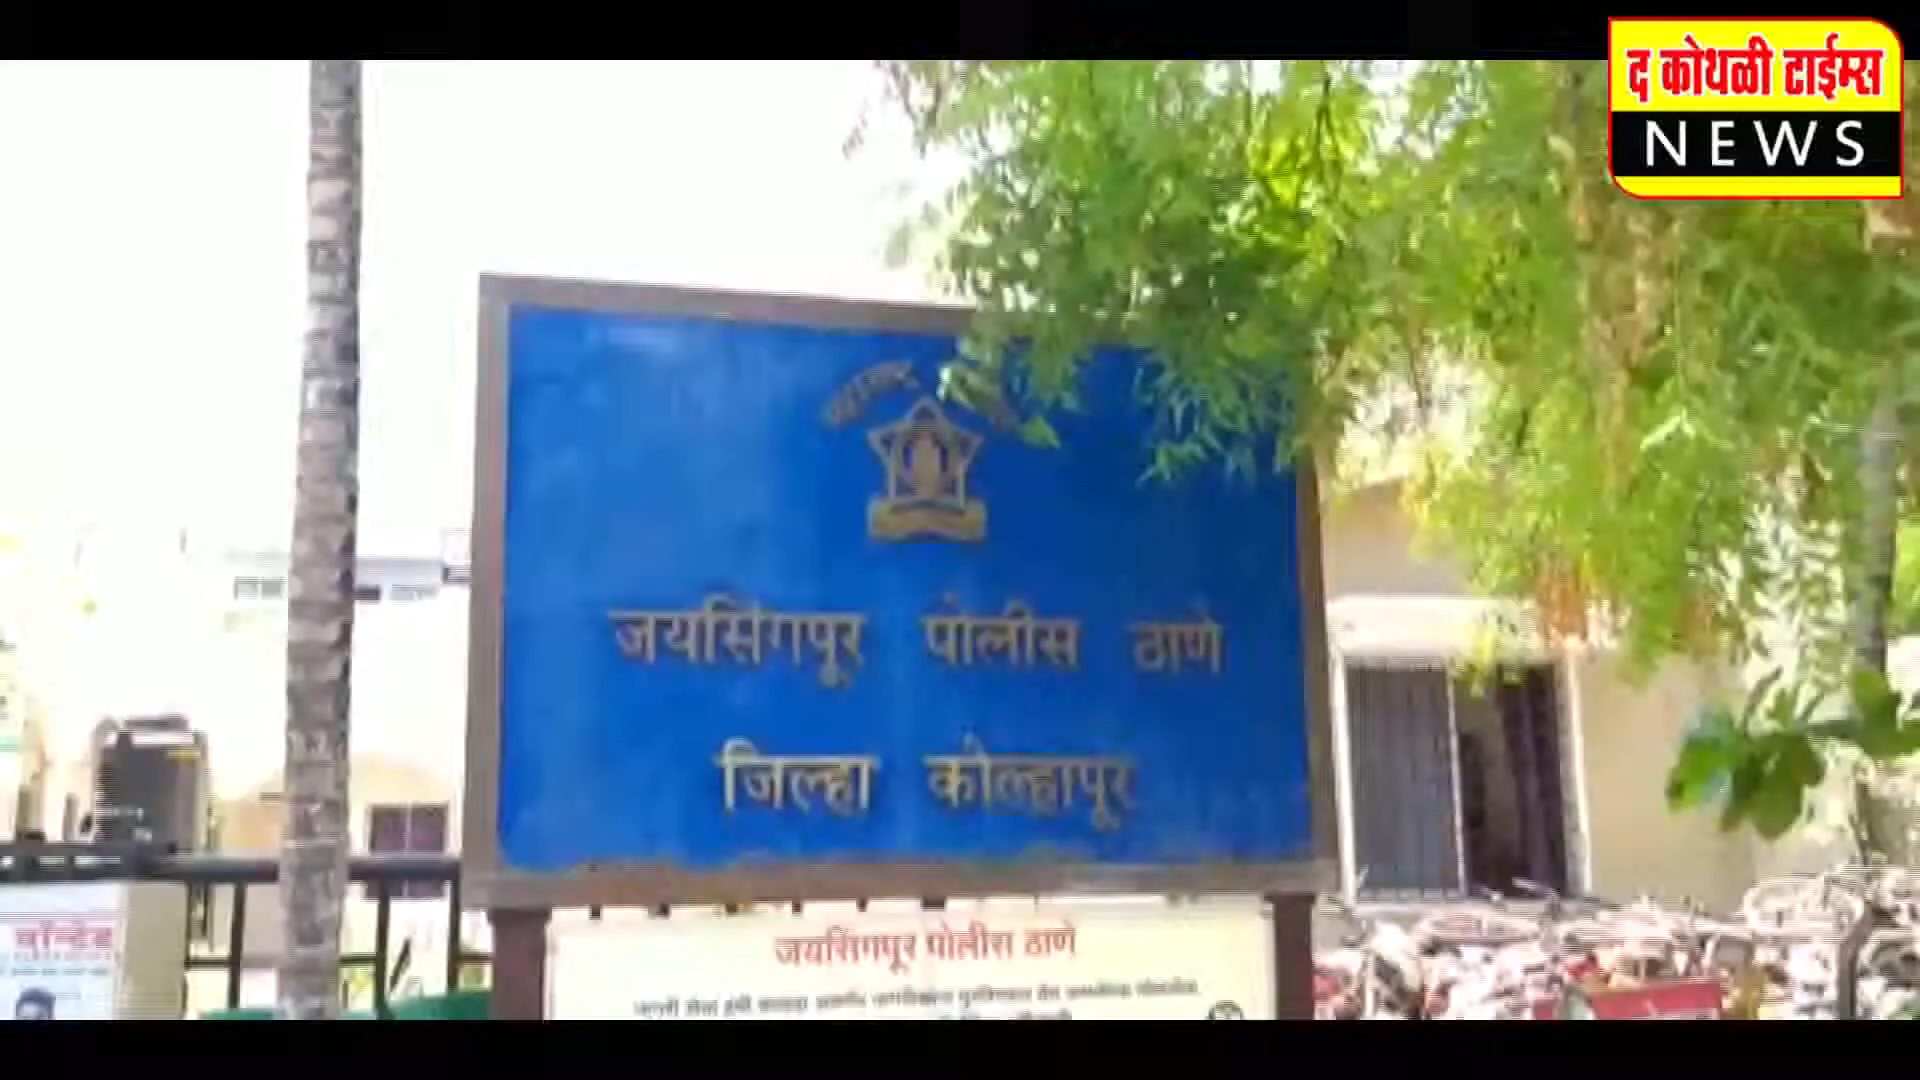 द कोथळी टाईम्स
NEWS
जयसिंगपूर पोलीस ठाणे
जिल्हा कोल्हापूर
जयसिंगपूर पोलीस ठाणे